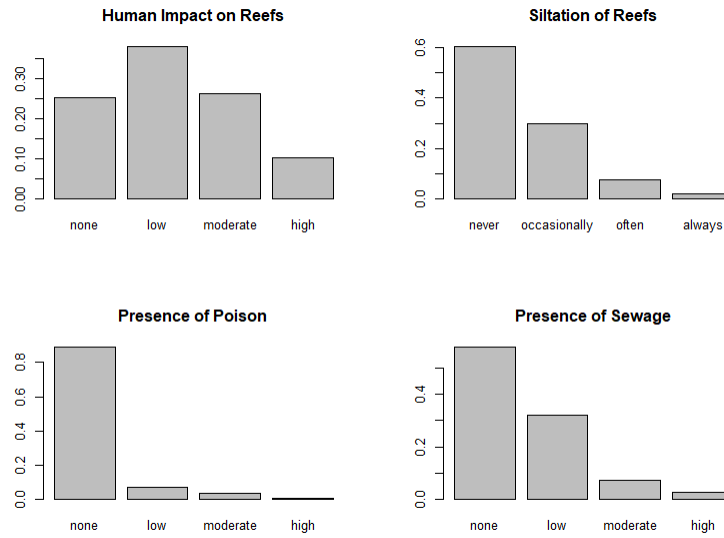 Human Impact on Reefs
0.00 0.10 0.20 0.30
none low moderate high
Siltation of Reefs
0.0 0.2 0.4 0.6
never occasionally often always
Presence of Poison
0.0 0.2 0.4 0.6 0.8
none low moderate high
Presence of Sewage
0.0 0.2 0.4
none low moderate high